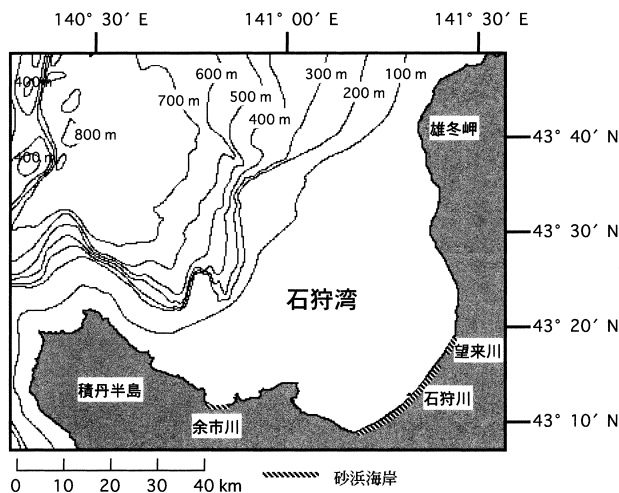 140° 30′ E
141° 00′ E
141° 30′ E
400 m
600 m
300 m
100 m
700 m
500 m
200 m
400 m
800 m
400 m
雄冬岬
43° 40′ N
43° 30′ N
石狩湾
43° 20′ N
望来川
積丹半島
石狩川
余市川
43° 10′ N
0 10 20 30 40 km
砂浜海岸